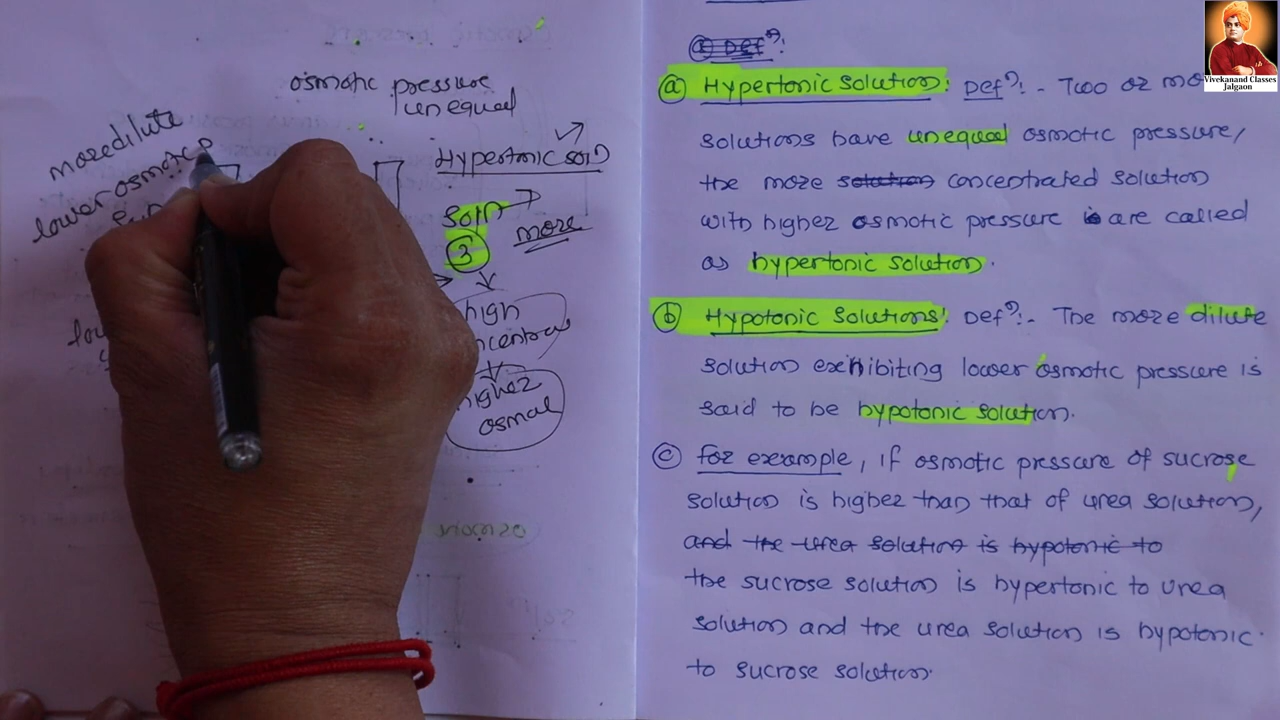 osmotic pressure
unequal
more dilute
lower osmotic P
Hypertonic solⁿ
solⁿ
more
3
high
higher
osmal
Defⁿ:
(a) Hypertonic solution: Defⁿ:- Two or mo
solutions have unequal osmotic pressure,
the more solution concentrated solution
with higher osmotic pressure is are called
as hypertonic solution.
(b) Hypotonic solutions: Defⁿ:- The more dilute
solution exhibiting lower osmotic pressure is
said to be hypotonic solution.
(c) for example, if osmotic pressure of sucrose
solution is higher than that of urea solution,
and the urea solution is hypotonic to
the sucrose solution is hypertonic to urea
solution and the urea solution is hypotonic
to sucrose solution.
Vivekanand Classes
Jalgaon